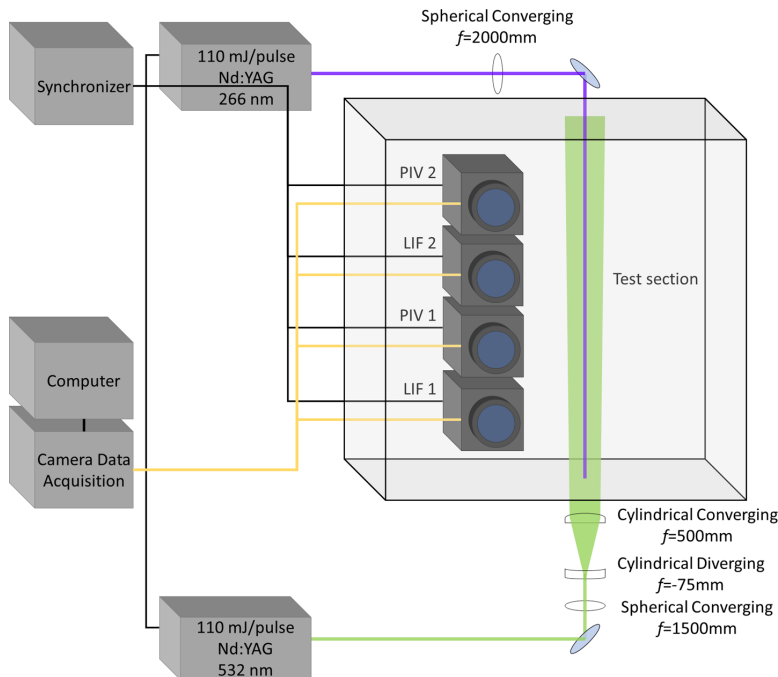 Spherical Converging
f=2000mm
110 mJ/pulse
Nd:YAG
266 nm
Synchronizer
PIV 2
LIF 2
Test section
PIV 1
Computer
LIF 1
Camera Data
Acquisition
Cylindrical Converging
f=500mm
Cylindrical Diverging
f=-75mm
Spherical Converging
f=1500mm
110 mJ/pulse
Nd:YAG
532 nm